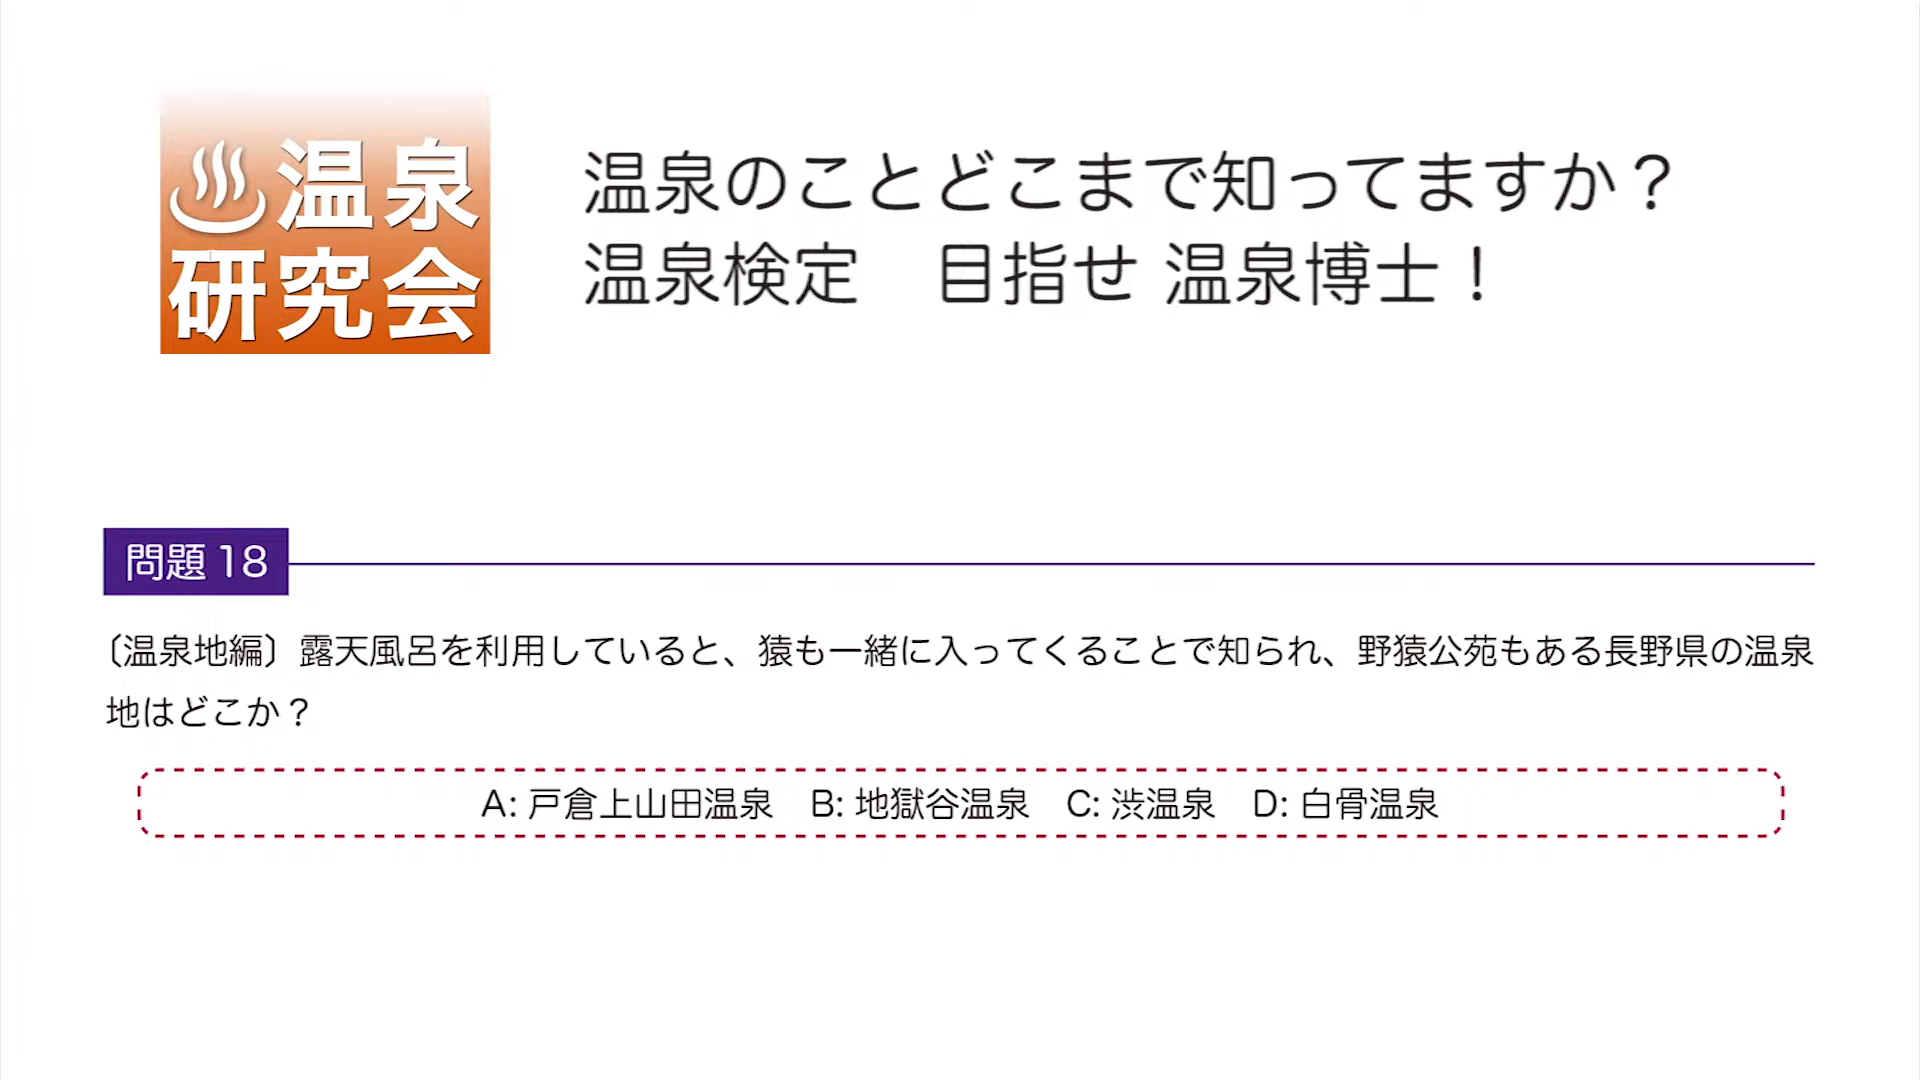 温泉
研究会
温泉のことどこまで知ってますか？
温泉検定　目指せ 温泉博士！
問題 18
〔温泉地編〕露天風呂を利用していると、猿も一緒に入ってくることで知られ、野猿公苑もある長野県の温泉
地はどこか？
A: 戸倉上山田温泉　B: 地獄谷温泉　C: 渋温泉　D: 白骨温泉